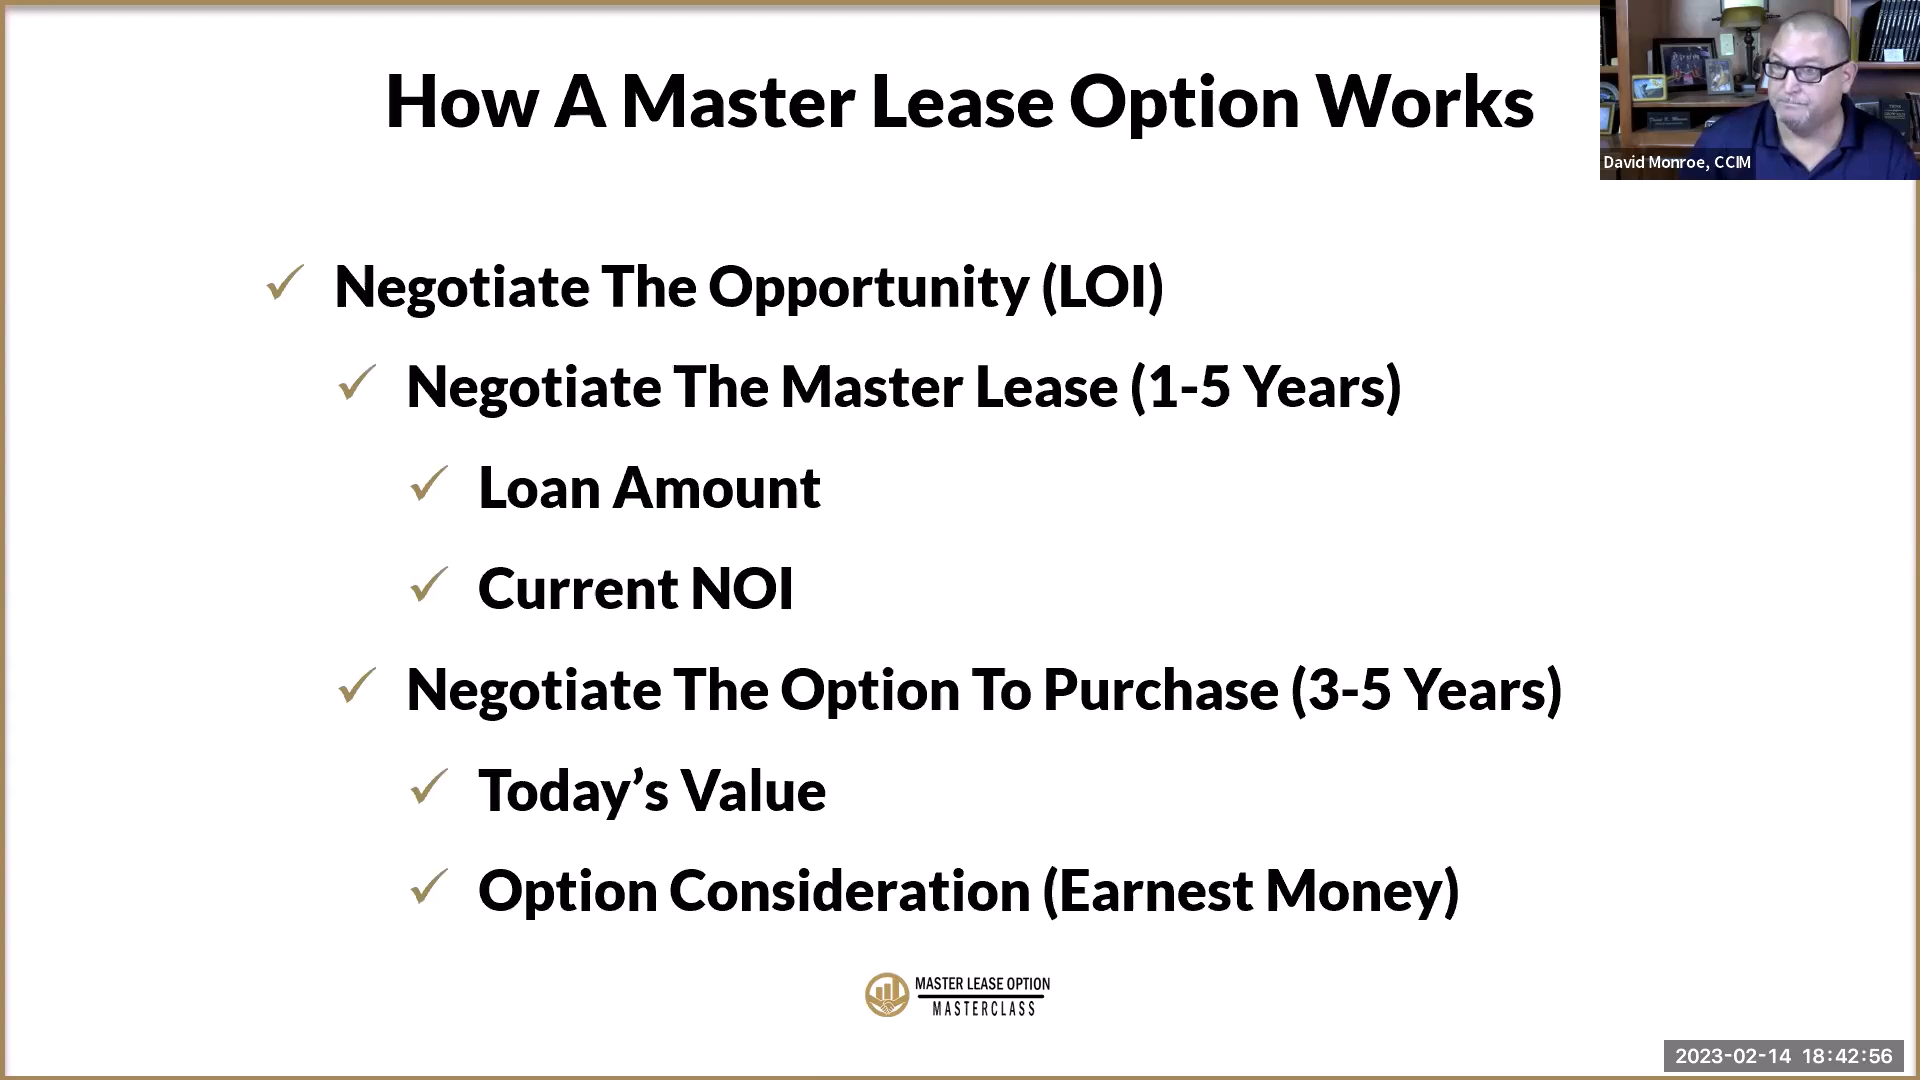 How A Master Lease Option Works
David Monroe, CCIM
Negotiate The Opportunity (LOI)
Negotiate The Master Lease (1-5 Years)
Loan Amount
Current NOI
Negotiate The Option To Purchase (3-5 Years)
Today’s Value
Option Consideration (Earnest Money)
MASTER LEASE OPTION
MASTERCLASS
2023-02-14 18:42:56